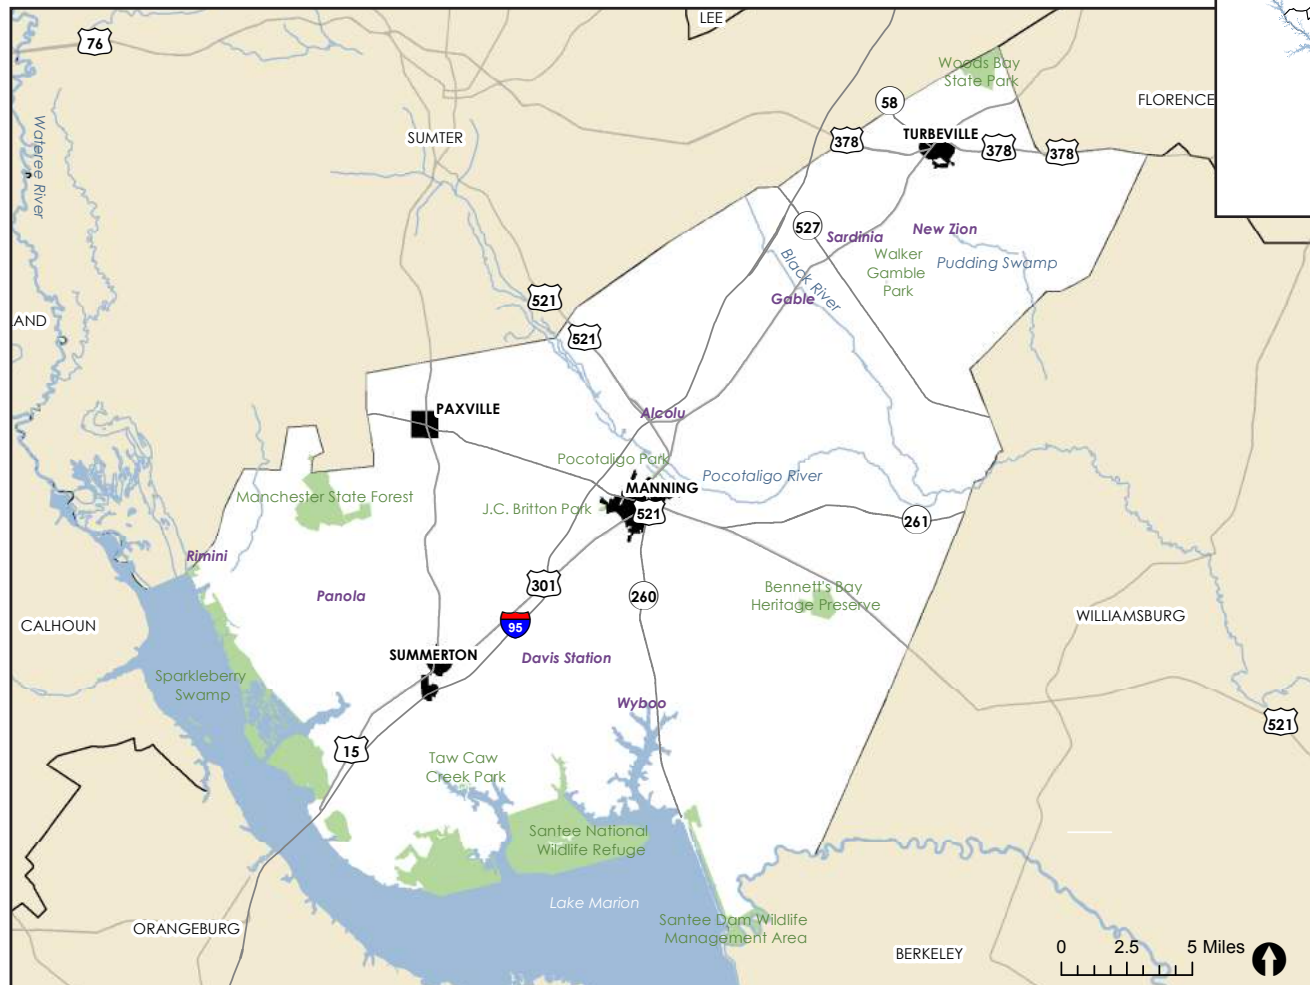 LEE
76
Woods Bay
State Park
58
FLORENCE
TURBEVILLE
378
378
378
SUMTER
Wateree River
527
Sardinia
New Zion
Walker
Gamble
Park
Pudding Swamp
Black River
Gable
521
521
AND
PAXVILLE
Alcolu
Pocotaligo Park
Pocotaligo River
MANNING
Manchester State Forest
J.C. Britton Park
521
261
Rimini
301
260
Bennett's Bay
Heritage Preserve
Panola
95
WILLIAMSBURG
CALHOUN
SUMMERTON
Davis Station
Sparkleberry
Swamp
Wyboo
521
15
Taw Caw
Creek Park
Santee National
Wildlife Refuge
Lake Marion
Santee Dam Wildlife
Management Area
ORANGEBURG
BERKELEY
0 2.5 5 Miles